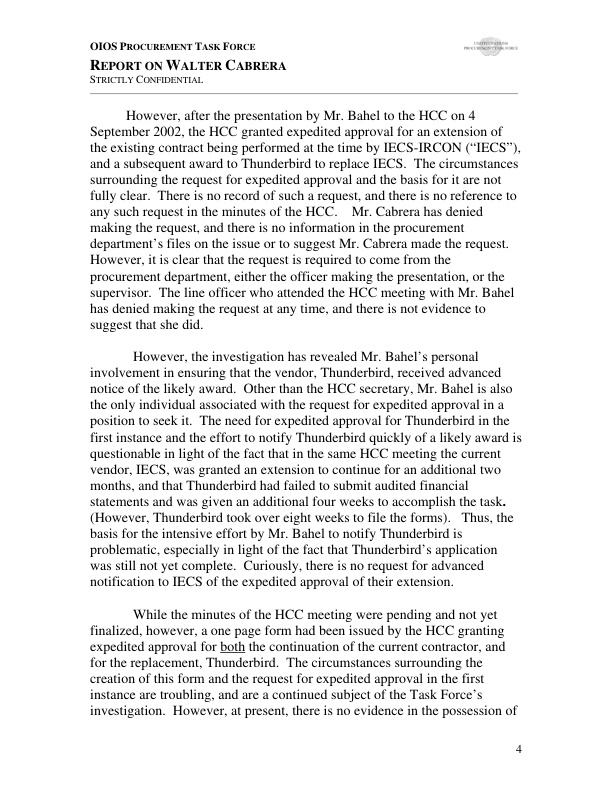 OIOS PROCUREMENT TASK FORCE
UNITED NATIONS
PROCUREMENT TASK FORCE
REPORT ON WALTER CABRERA
STRICTLY CONFIDENTIAL
However, after the presentation by Mr. Bahel to the HCC on 4
September 2002, the HCC granted expedited approval for an extension of
the existing contract being performed at the time by IECS-IRCON (“IECS”),
and a subsequent award to Thunderbird to replace IECS.  The circumstances
surrounding the request for expedited approval and the basis for it are not
fully clear.  There is no record of such a request, and there is no reference to
any such request in the minutes of the HCC.    Mr. Cabrera has denied
making the request, and there is no information in the procurement
department’s files on the issue or to suggest Mr. Cabrera made the request.
However, it is clear that the request is required to come from the
procurement department, either the officer making the presentation, or the
supervisor.  The line officer who attended the HCC meeting with Mr. Bahel
has denied making the request at any time, and there is not evidence to
suggest that she did.
However, the investigation has revealed Mr. Bahel’s personal
involvement in ensuring that the vendor, Thunderbird, received advanced
notice of the likely award.  Other than the HCC secretary, Mr. Bahel is also
the only individual associated with the request for expedited approval in a
position to seek it.  The need for expedited approval for Thunderbird in the
first instance and the effort to notify Thunderbird quickly of a likely award is
questionable in light of the fact that in the same HCC meeting the current
vendor, IECS, was granted an extension to continue for an additional two
months, and that Thunderbird had failed to submit audited financial
statements and was given an additional four weeks to accomplish the task.
(However, Thunderbird took over eight weeks to file the forms).   Thus, the
basis for the intensive effort by Mr. Bahel to notify Thunderbird is
problematic, especially in light of the fact that Thunderbird’s application
was still not yet complete.  Curiously, there is no request for advanced
notification to IECS of the expedited approval of their extension.
While the minutes of the HCC meeting were pending and not yet
finalized, however, a one page form had been issued by the HCC granting
expedited approval for both the continuation of the current contractor, and
for the replacement, Thunderbird.  The circumstances surrounding the
creation of this form and the request for expedited approval in the first
instance are troubling, and are a continued subject of the Task Force’s
investigation.  However, at present, there is no evidence in the possession of
4